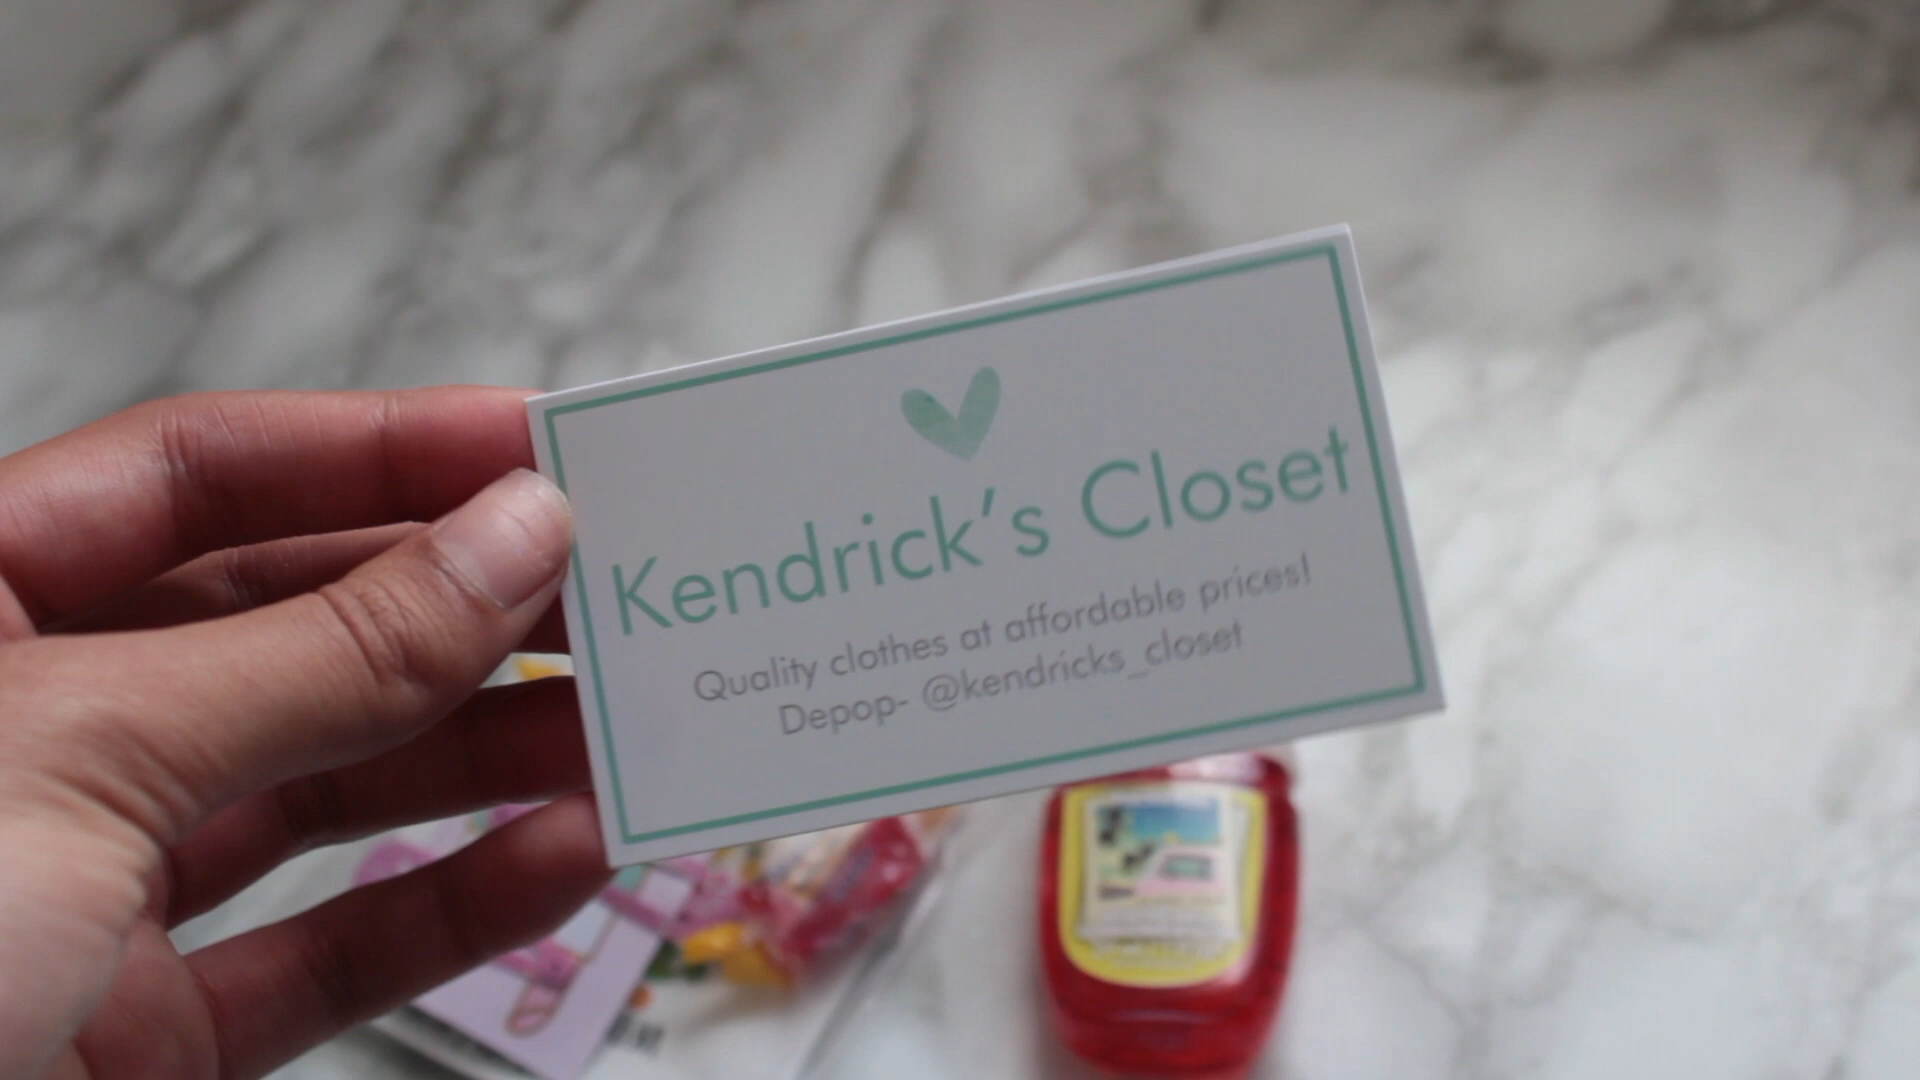 Kendrick's Closet
Quality clothes at affordable prices!
Depop- @kendricks_closet